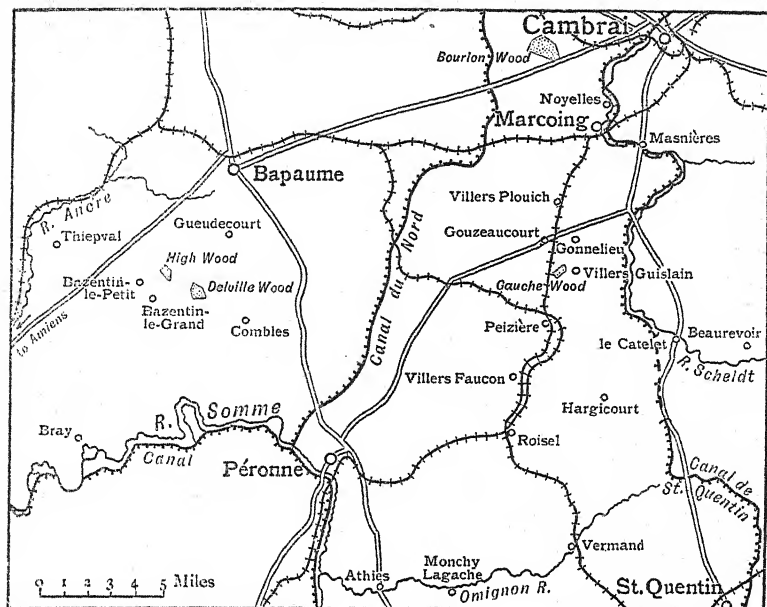 Cambrai
Bourlon Wood
Noyelles
Marcoing
Masnières
Bapaume
R. Ancre
Thiepval
Gueudecourt
High Wood
Bazentin-
le-Petit
Delville Wood
Bazentin-
le-Grand
Combles
to Amiens
Villers Plouich
Gouzeaucourt
Gonnelieu
Gauche Wood
Villers Guislain
Canal du Nord
Peizière
le Catelet
Beaurevoir
R. Scheldt
Villers Faucon
Hargicourt
R. Somme
Bray
Canal
Péronne
Roisel
Canal de
St. Quentin
Vermand
Monchy
Lagache
Athies
Omignon R.
St. Quentin
0 1 2 3 4 5 Miles